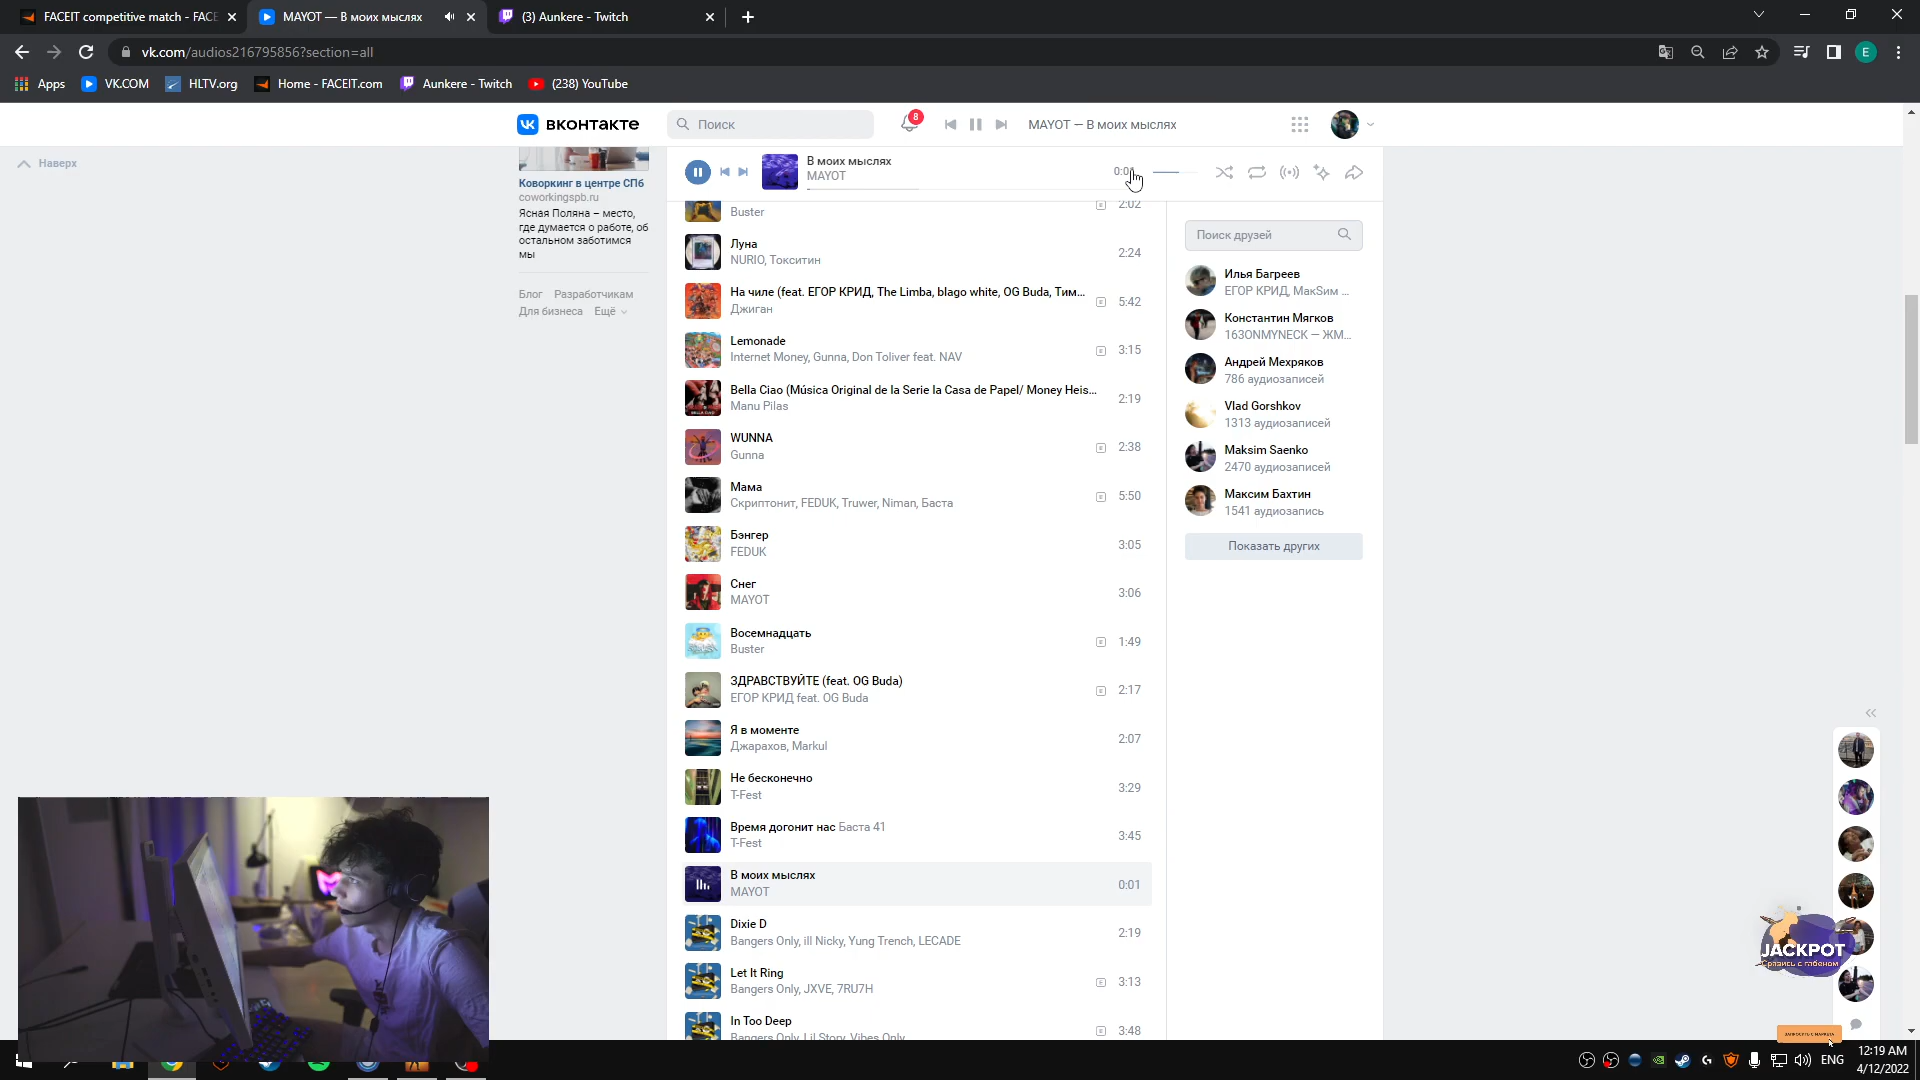 FACEIT competitive match - FACE
MAYOT — В моих мыслях
(3) Aunkere - Twitch
vk.com/audios216795856?section=all
E
Apps
VK.COM
HLTV.org
Home - FACEIT.com
Aunkere - Twitch
(238) YouTube
вконтакте
Поиск
8
MAYOT — В моих мыслях
Наверх
Коворкинг в центре СПб
coworkingspb.ru
Ясная Поляна – место,
где думается о работе, об
остальном заботимся
мы
Блог Разработчикам
Для бизнеса Ещё
В моих мыслях
MAYOT
Buster
2:02
Луна
NURIO, Токситин
2:24
На чиле (feat. ЕГОР КРИД, The Limba, blago white, OG Buda, Тим...
Джиган
5:42
Lemonade
Internet Money, Gunna, Don Toliver feat. NAV
3:15
Bella Ciao (Música Original de la Serie la Casa de Papel/ Money Heis...
Manu Pilas
2:19
WUNNA
Gunna
2:38
Мама
Скриптонит, FEDUK, Truwer, Niman, Баста
5:50
Бэнгер
FEDUK
3:05
Снег
MAYOT
3:06
Восемнадцать
Buster
1:49
ЗДРАВСТВУЙТЕ (feat. OG Buda)
ЕГОР КРИД feat. OG Buda
2:17
Я в моменте
Джарахов, Markul
2:07
Не бесконечно
T-Fest
3:29
Время догонит нас Баста 41
T-Fest
3:45
В моих мыслях
MAYOT
0:01
Dixie D
Bangers Only, ill Nicky, Yung Trench, LECADE
2:19
Let It Ring
Bangers Only, JXVE, 7RU7H
3:13
In Too Deep
Bangers Only, Lil Story, Vibes Only
3:48
Поиск друзей
Илья Багреев
ЕГОР КРИД, МакSим ...
Константин Мягков
163ONMYNECK — ЖМ...
Андрей Мехряков
786 аудиозаписей
Vlad Gorshkov
1313 аудиозаписей
Maksim Saenko
2470 аудиозаписей
Максим Бахтин
1541 аудиозапись
Показать других
JACKPOT
ENG
12:19 AM
4/12/2022